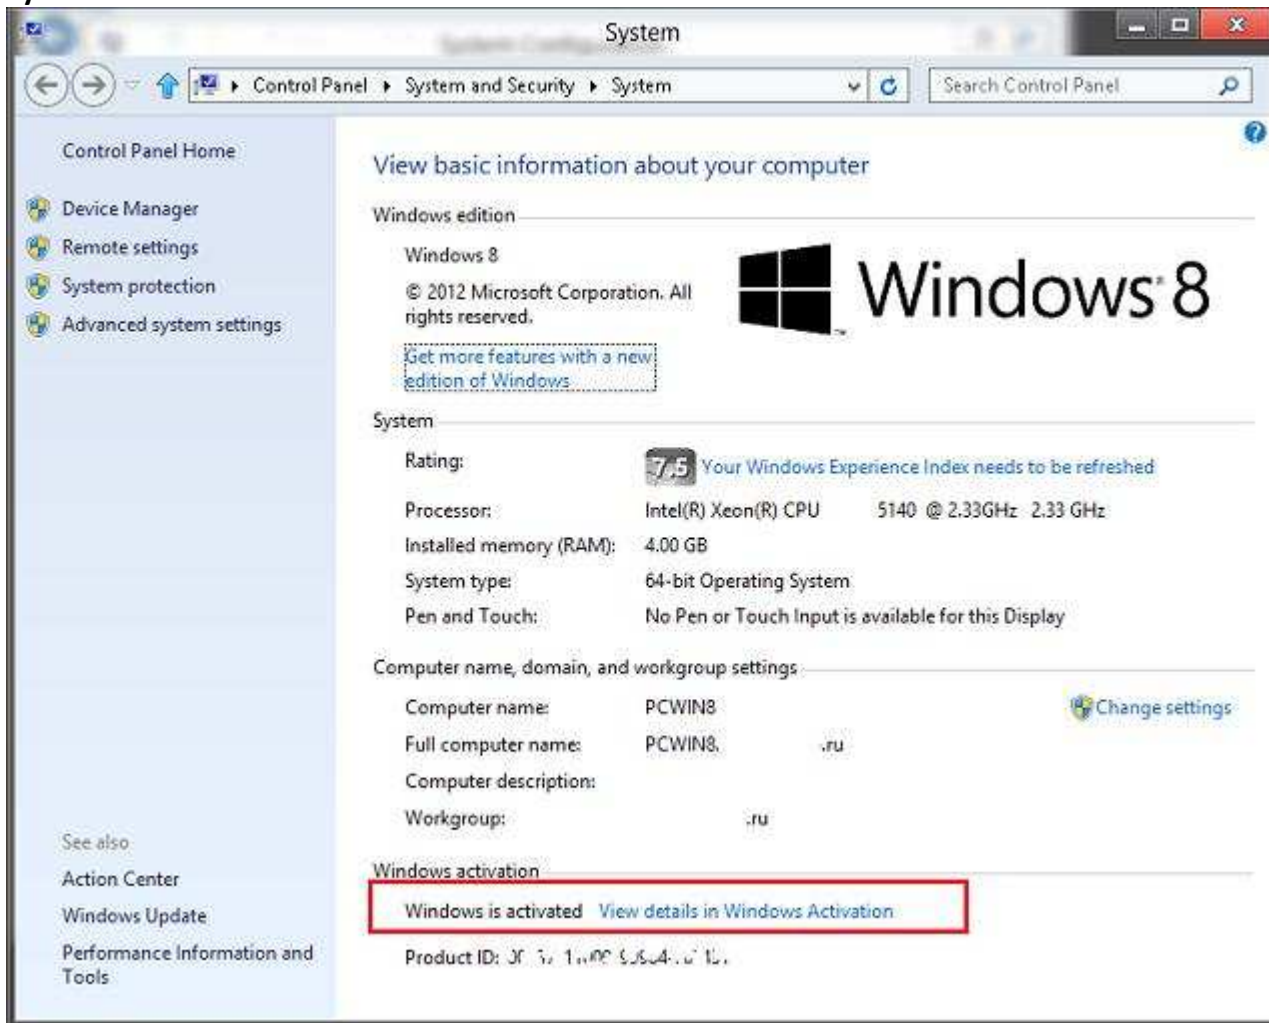 System
Control Panel System and Security System
Search Control Panel
Control Panel Home
Device Manager
Remote settings
System protection
Advanced system settings
View basic information about your computer
Windows edition
Windows 8
© 2012 Microsoft Corporation. All
rights reserved.
Get more features with a new
edition of Windows
Windows 8
System
Rating:
7,5 Your Windows Experience Index needs to be refreshed
Processor: Intel(R) Xeon(R) CPU 5140 @ 2.33GHz 2.33 GHz
Installed memory (RAM): 4.00 GB
System type: 64-bit Operating System
Pen and Touch: No Pen or Touch Input is available for this Display
Computer name, domain, and workgroup settings
Computer name: PCWIN8
Change settings
Full computer name: PCWIN8. .ru
Computer description:
Workgroup: .ru
Windows activation
Windows is activated View details in Windows Activation
Product ID:
See also
Action Center
Windows Update
Performance Information and
Tools